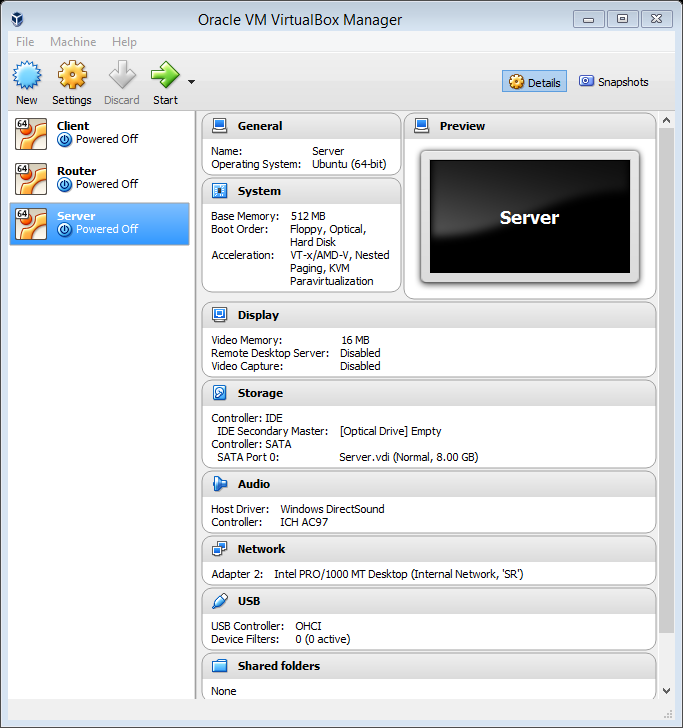 Oracle VM VirtualBox Manager
File Machine Help
New Settings Discard Start Details Snapshots
64 Client
Powered Off
64 Router
Powered Off
64 Server
Powered Off
General
Name: Server
Operating System: Ubuntu (64-bit)
System
Base Memory: 512 MB
Boot Order: Floppy, Optical,
Hard Disk
Acceleration: VT-x/AMD-V, Nested
Paging, KVM
Paravirtualization
Preview
Server
Display
Video Memory: 16 MB
Remote Desktop Server: Disabled
Video Capture: Disabled
Storage
Controller: IDE
IDE Secondary Master: [Optical Drive] Empty
Controller: SATA
SATA Port 0: Server.vdi (Normal, 8.00 GB)
Audio
Host Driver: Windows DirectSound
Controller: ICH AC97
Network
Adapter 2: Intel PRO/1000 MT Desktop (Internal Network, 'SR')
USB
USB Controller: OHCI
Device Filters: 0 (0 active)
Shared folders
None